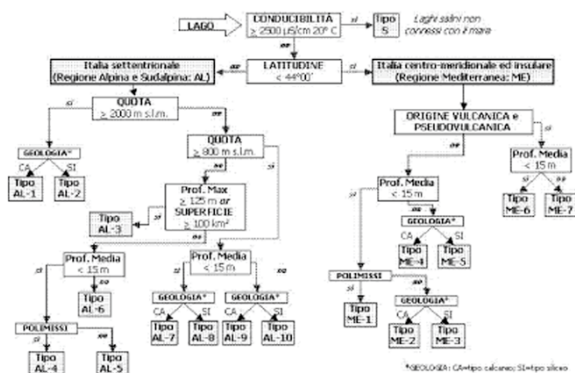 LAGO
CONDUCIBILITÀ
≥ 2500 µS/cm 20° C
si
Tipo
S
Laghi salini non
connessi con il mare
no
Italia settentrionale
(Regione Alpina e Sudalpina: AL)
no
LATITUDINE
< 44°00'
si
Italia centro-meridionale ed insulare
(Regione Mediterranea: ME)
si
QUOTA
≥ 2000 m s.l.m.
no
GEOLOGIA*
CA
SI
Tipo
AL-1
Tipo
AL-2
QUOTA
≥ 800 m s.l.m.
no
si
Prof. Max
≥ 125 m or
SUPERFICIE
≥ 100 km²
si
Tipo
AL-3
no
Prof. Media
< 15 m
si
no
Tipo
AL-6
POLIMISSI
si
no
Tipo
AL-4
Tipo
AL-5
Prof. Media
< 15 m
si
no
GEOLOGIA*
GEOLOGIA*
CA
SI
CA
SI
Tipo
AL-7
Tipo
AL-8
Tipo
AL-9
Tipo
AL-10
ORIGINE VULCANICA e
PSEUDOVULCANICA
no
si
Prof. Media
< 15 m
si
no
Tipo
ME-6
Tipo
ME-7
Prof. Media
< 15 m
si
no
GEOLOGIA*
CA
SI
Tipo
ME-4
Tipo
ME-5
POLIMISSI
si
no
Tipo
ME-1
GEOLOGIA*
CA
SI
Tipo
ME-2
Tipo
ME-3
*GEOLOGIA: CA=tipo calcareo; SI=tipo siliceo